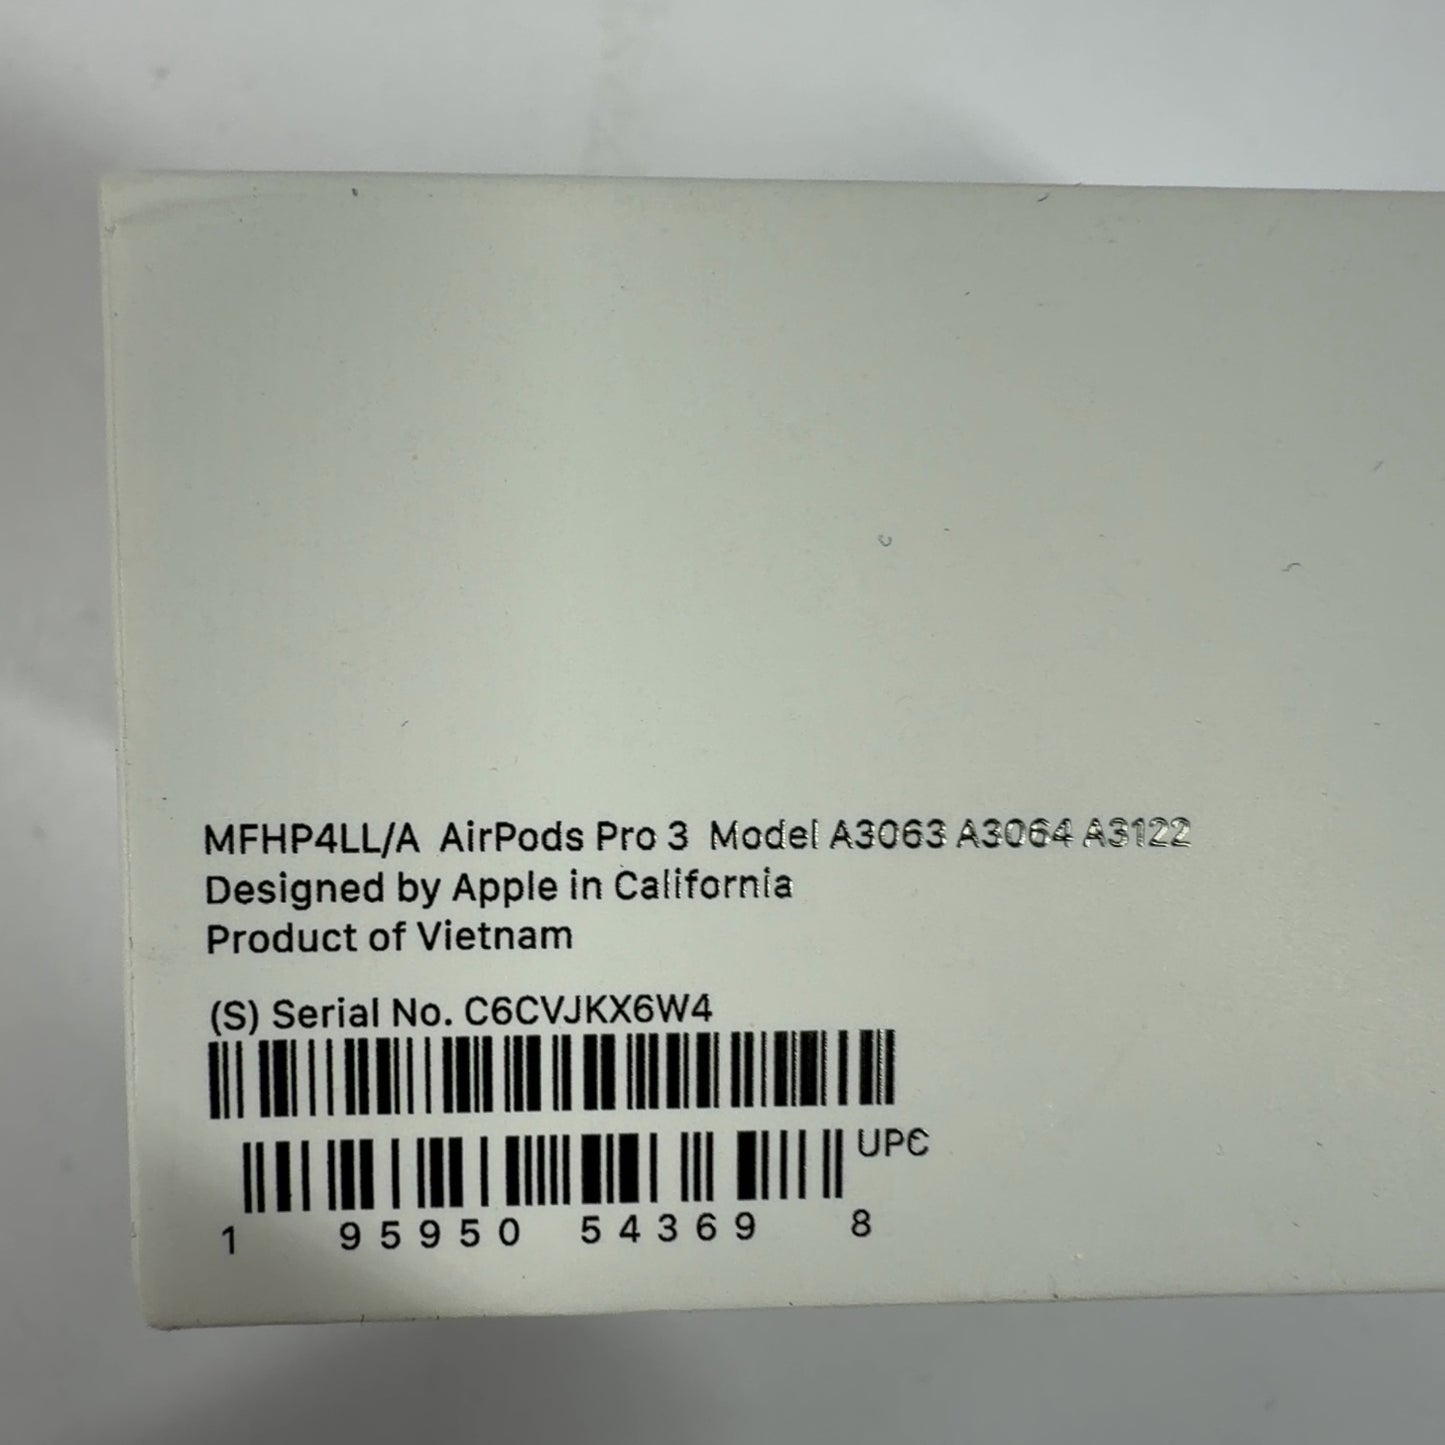 MFHP4LL/A AirPods Pro 3 Model A3063 A3064 A3122
Designed by Apple in California
Product of Vietnam
(S) Serial No. C6CVJKX6W4
UPC
1 95950 54369 8